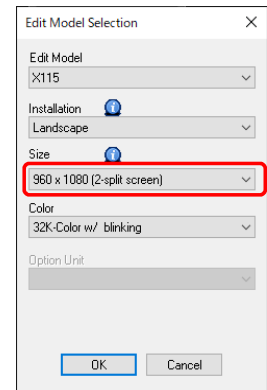 Edit Model Selection
Edit Model
X115
Installation
Landscape
Size
960 x 1080 (2-split screen)
Color
32K-Color w/ blinking
Option Unit
OK Cancel